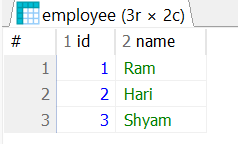 employee (3r × 2c)
# 1 id 2 name
1 1 Ram
2 2 Hari
3 3 Shyam